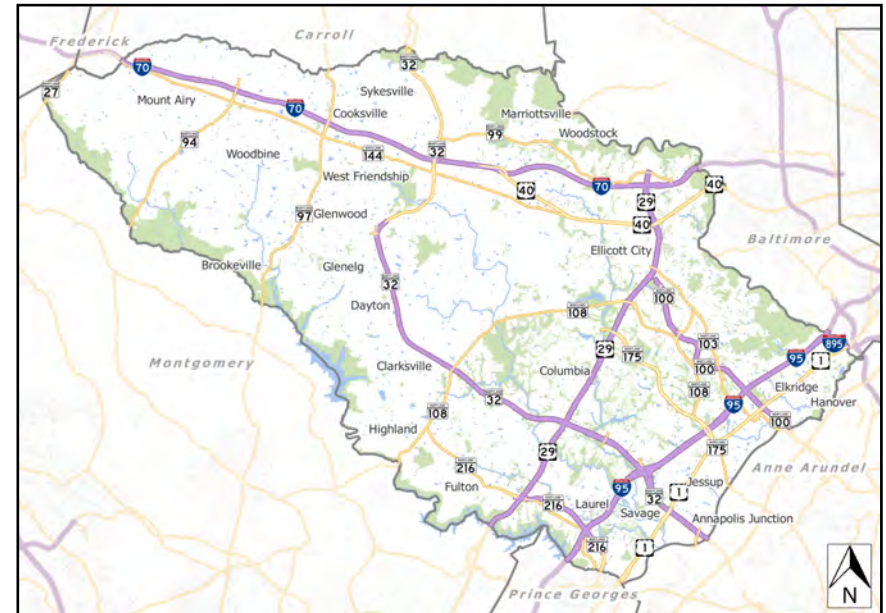 Carroll
Frederick
32
70
27
Mount Airy
Sykesville
70
Cooksville
Marriottsville
94
99
Woodstock
Woodbine
144
32
West Friendship
70
40
40
29
97
Glenwood
40
Baltimore
Ellicott City
Brookeville
Glenelg
32
100
Dayton
108
895
103
29
175
95
1
Montgomery
Clarksville
Columbia
100
Elkridge
108
32
95
Hanover
108
100
Highland
29
175
216
Anne Arundel
Fulton
95
Jessup
1
216
Laurel
32
Savage
Annapolis Junction
216
1
Prince Georges
N